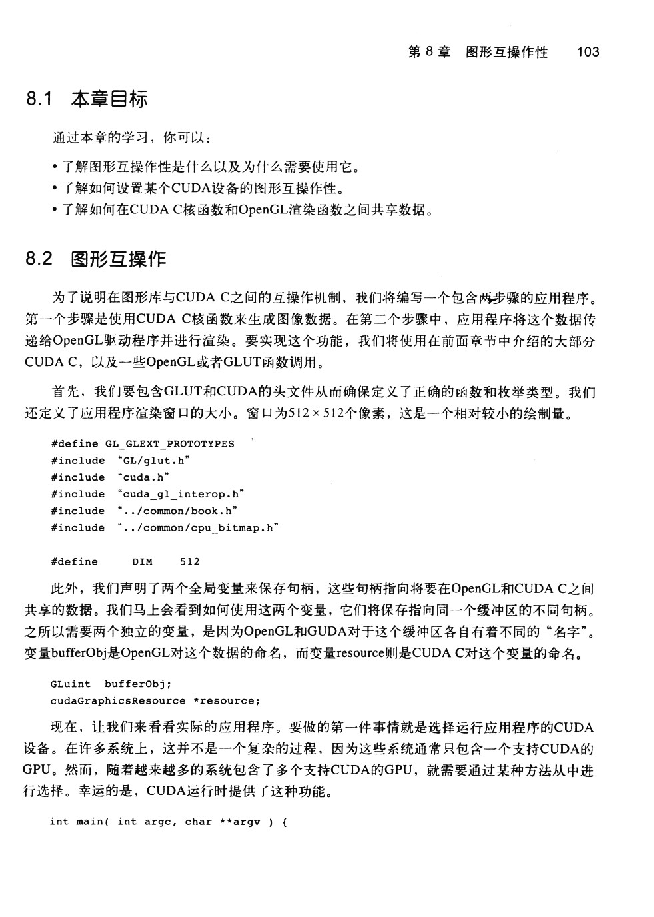 第 8 章 图形互操作性 103
8.1 本章目标
通过本章的学习，你可以：
• 了解图形互操作性是什么以及为什么需要使用它。
• 了解如何设置某个CUDA设备的图形互操作性。
• 了解如何在CUDA C核函数和OpenGL渲染函数之间共享数据。
8.2 图形互操作
为了说明在图形库与CUDA C之间的互操作机制，我们将编写一个包含两步骤的应用程序。
第一个步骤是使用CUDA C核函数来生成图像数据。在第二个步骤中，应用程序将这个数据传
递给OpenGL驱动程序并进行渲染。要实现这个功能，我们将使用在前面章节中介绍的大部分
CUDA C，以及一些OpenGL或者GLUT函数调用。
首先，我们要包含GLUT和CUDA的头文件从而确保定义了正确的函数和枚举类型。我们
还定义了应用程序渲染窗口的大小。窗口为512×512个像素，这是一个相对较小的绘制量。
#define GL_GLEXT_PROTOTYPES
#include "GL/glut.h"
#include "cuda.h"
#include "cuda_gl_interop.h"
#include "../common/book.h"
#include "../common/cpu_bitmap.h"
#define DIM 512
此外，我们声明了两个全局变量来保存句柄，这些句柄指向将要在OpenGL和CUDA C之间
共享的数据。我们马上会看到如何使用这两个变量，它们将保存指向同一个缓冲区的不同句柄。
之所以需要两个独立的变量，是因为OpenGL和GUDA对于这个缓冲区各自有着不同的“名字”。
变量bufferObj是OpenGL对这个数据的命名，而变量resource则是CUDA C对这个变量的命名。
GLuint bufferObj;
cudaGraphicsResource *resource;
现在，让我们来看看实际的应用程序。要做的第一件事情就是选择运行应用程序的CUDA
设备。在许多系统上，这并不是一个复杂的过程，因为这些系统通常只包含一个支持CUDA的
GPU。然而，随着越来越多的系统包含了多个支持CUDA的GPU，就需要通过某种方法从中进
行选择。幸运的是，CUDA运行时提供了这种功能。
int main( int argc, char **argv ) {